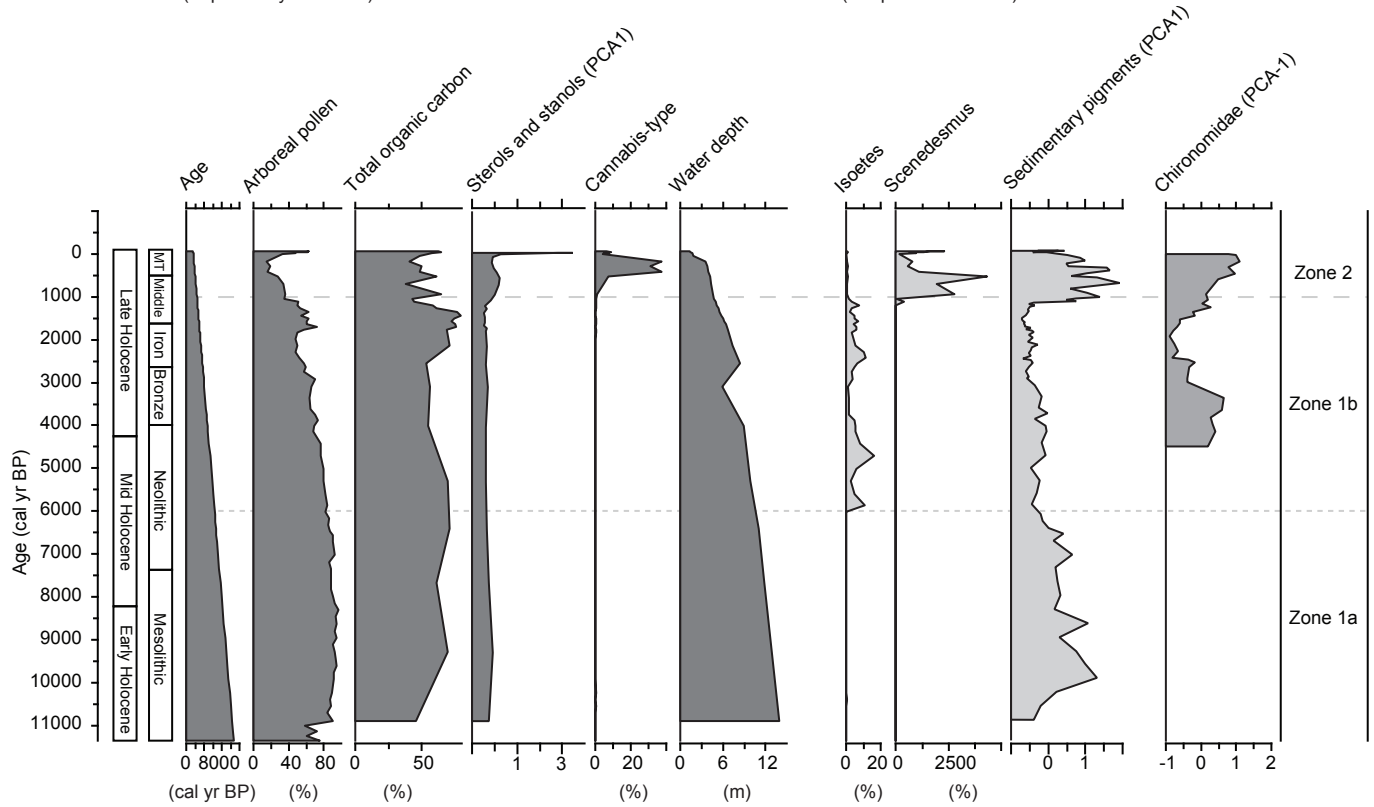 Age
Arboreal pollen
Total organic carbon
Sterols and stanols (PCA1)
Cannabis-type
Water depth
Isoetes
Scenedesmus
Sedimentary pigments (PCA1)
Chironomidae (PCA-1)
Age (cal yr BP)
0
1000
2000
3000
4000
5000
6000
7000
8000
9000
10000
11000
Late Holocene
Mid Holocene
Early Holocene
MT
Middle
Iron
Bronze
Neolithic
Mesolithic
Zone 2
Zone 1b
Zone 1a
0 8000
0 40 80
0 50
1 3
0 20
0 12
0 20
0 2500
0 1
-1 0 1 2
(cal yr BP)
(%)
(%)
(%)
(m)
(%)
(%)